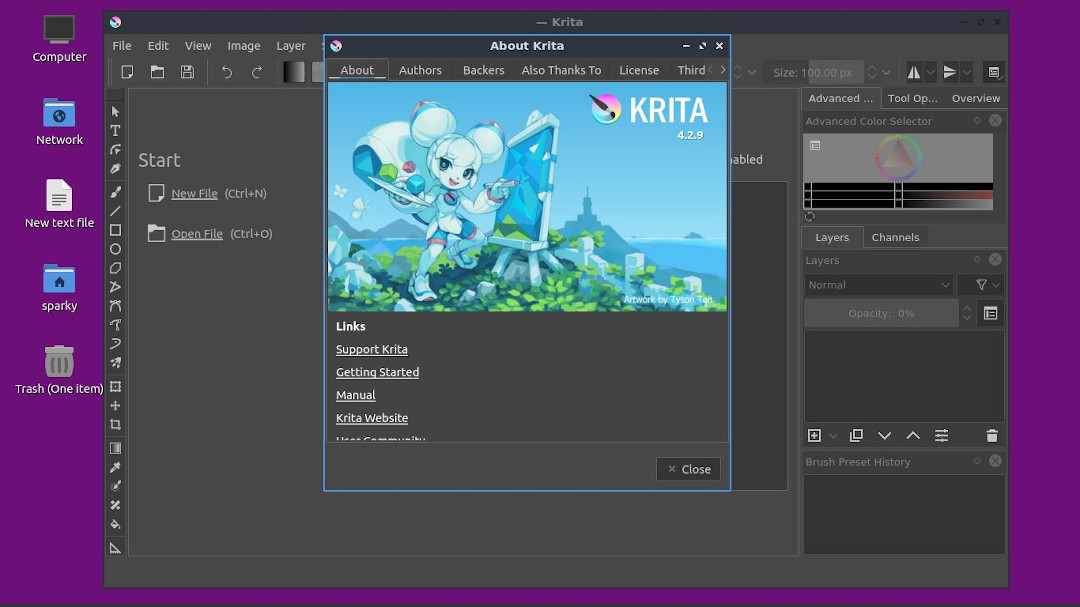 Computer
Network
New text file
sparky
Trash (One item)
— Krita
File Edit View Image Layer
Size: 100.00 px
Start
New File (Ctrl+N)
Open File (Ctrl+O)
abled
About Krita
About Authors Backers Also Thanks To License Third
KRITA
4.2.9
Artwork by Tyson Tan
Links
Support Krita
Getting Started
Manual
Krita Website
User Community
Close
Advanced ... Tool Op... Overview
Advanced Color Selector
Layers Channels
Layers
Normal
Opacity: 0%
Brush Preset History